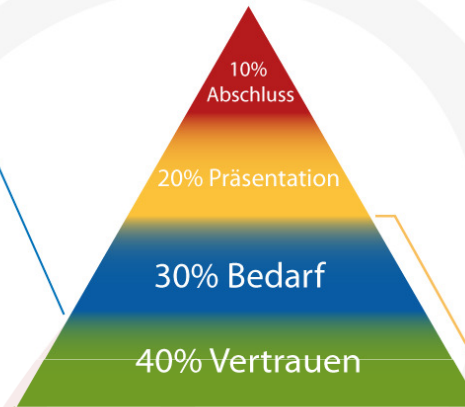 10%
Abschluss
20% Präsentation
30% Bedarf
40% Vertrauen